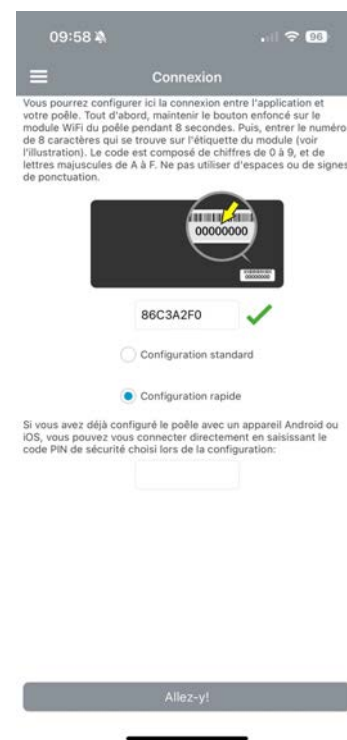 09:58
96
Connexion
Vous pourrez configurer ici la connexion entre l'application et
votre poêle. Tout d'abord, maintenir le bouton enfoncé sur le
module WiFi du poêle pendant 8 secondes. Puis, entrer le numéro
de 8 caractères qui se trouve sur l'étiquette du module (voir
l'illustration). Le code est composé de chiffres de 0 à 9, et de
lettres majuscules de A à F. Ne pas utiliser d'espaces ou de signes
de ponctuation.
00000000
00000000
86C3A2F0
Configuration standard
Configuration rapide
Si vous avez déjà configuré le poêle avec un appareil Android ou
iOS, vous pouvez vous connecter directement en saisissant le
code PIN de sécurité choisi lors de la configuration:
Allez-y!